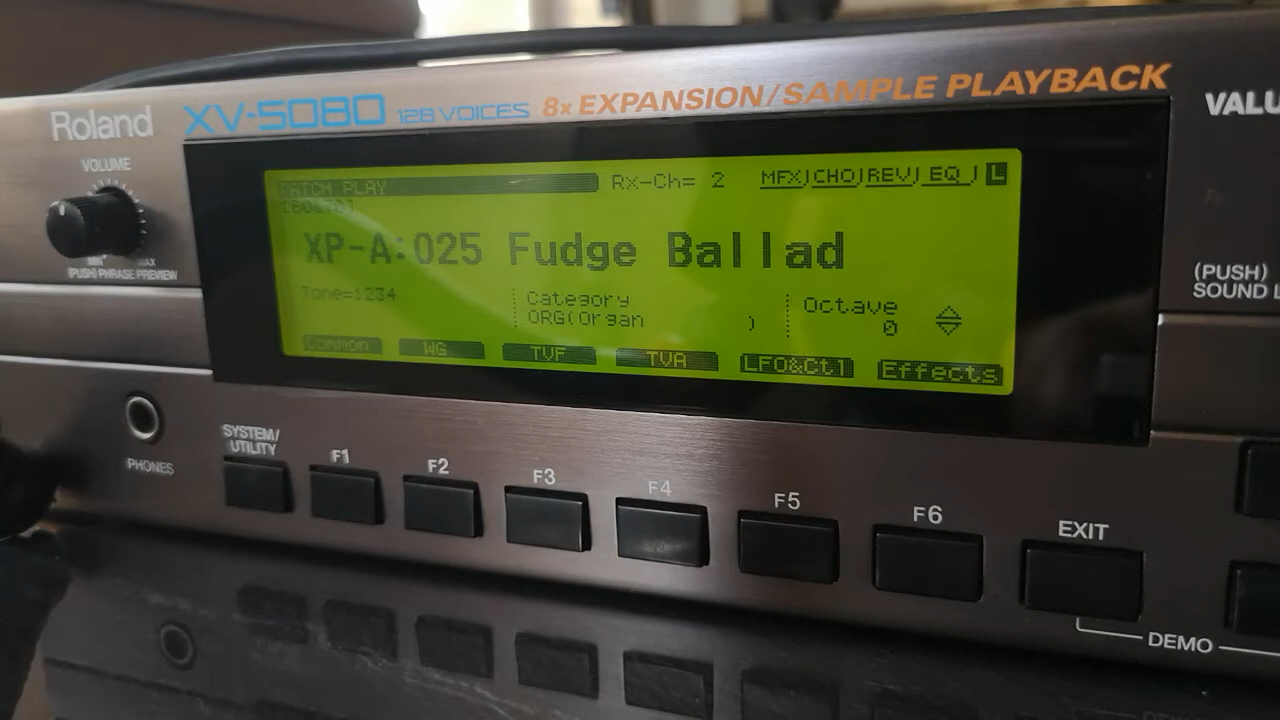 Roland XV-5080 128 VOICES 8x EXPANSION/SAMPLE PLAYBACK
VOLUME
MIN MAX
(PUSH) PHRASE PREVIEW
PATCH PLAY Rx-Ch= 2 MFX CHO REV EQ L
XP-A:025 Fudge Ballad
Tone=1234
Category
ORG(Organ )
Octave
0
Common WG TVF TVA LFO&Ctl Effects
(PUSH)
PHONES
SYSTEM/
UTILITY
F1 F2 F3 F4 F5 F6 EXIT
DEMO